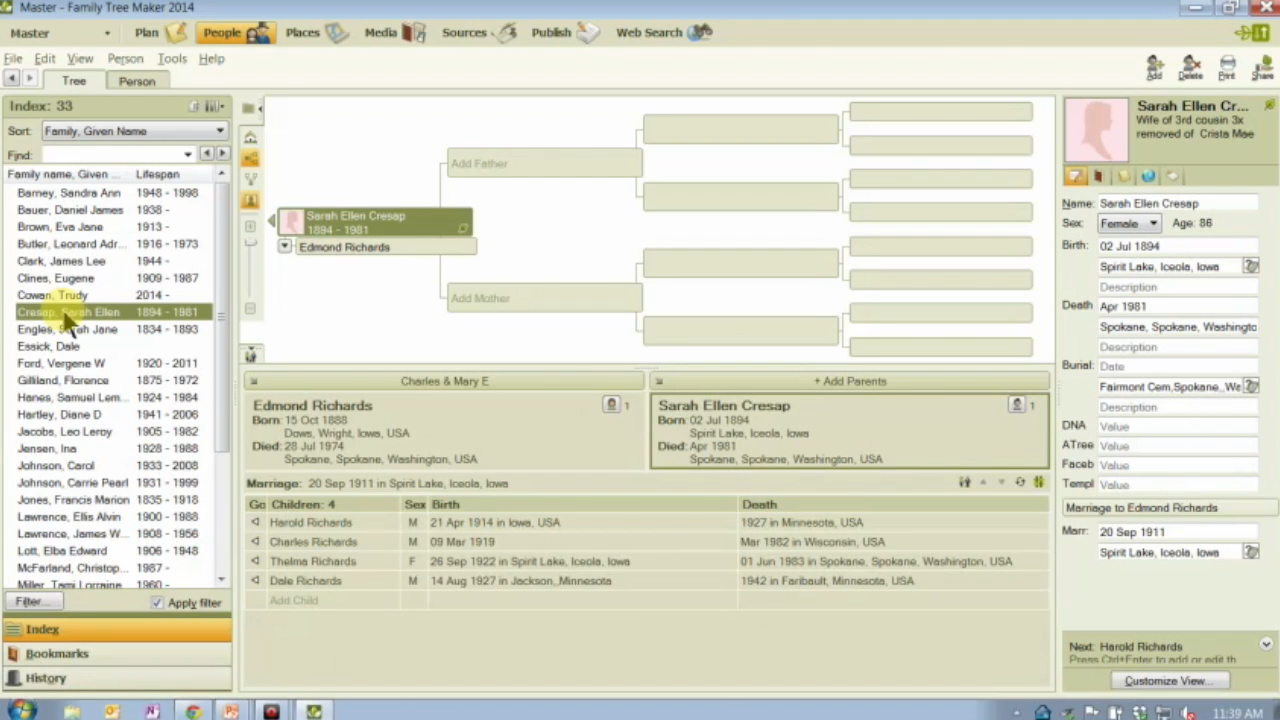 Master - Family Tree Maker 2014
Master Plan People Places Media Sources Publish Web Search
File Edit View Person Tools Help
Tree Person
Add Delete Print Share
Index: 33
Sort: Family, Given Name
Find:
Family name, Given ... Lifespan
Barney, Sandra Ann 1948 - 1998
Bauer, Daniel James 1938 -
Brown, Eva Jane 1913 -
Butler, Leonard Adr... 1916 - 1973
Clark, James Lee 1944 -
Clines, Eugene 1909 - 1987
Cowan, Trudy 2014 -
Cresap, Sarah Ellen 1894 - 1981
Engles, Sarah Jane 1834 - 1893
Essick, Dale
Ford, Vergene W 1920 - 2011
Gilliland, Florence 1875 - 1972
Hanes, Samuel Lem... 1924 - 1984
Hartley, Diane D 1941 - 2006
Jacobs, Leo Leroy 1905 - 1982
Jensen, Ina 1928 - 1988
Johnson, Carol 1933 - 2008
Johnson, Carrie Pearl 1931 - 1999
Jones, Francis Marion 1835 - 1918
Lawrence, Ellis Alvin 1900 - 1988
Lawrence, James W... 1908 - 1956
Lott, Elba Edward 1906 - 1948
McFarland, Christop... 1987 -
Miller, Tami Lorraine 1960 -
Filter... Apply filter
Index
Bookmarks
History
Add Father
Sarah Ellen Cresap
1894 - 1981
Edmond Richards
Add Mother
Charles & Mary E
+ Add Parents
Edmond Richards 1
Born: 15 Oct 1888
Dows, Wright, Iowa, USA
Died: 28 Jul 1974
Spokane, Spokane, Washington, USA
Sarah Ellen Cresap 1
Born: 02 Jul 1894
Spirit Lake, Iceola, Iowa
Died: Apr 1981
Spokane, Spokane, Washington, USA
Marriage: 20 Sep 1911 in Spirit Lake, Iceola, Iowa
Go Children: 4 Sex Birth Death
Harold Richards M 21 Apr 1914 in Iowa, USA 1927 in Minnesota, USA
Charles Richards M 09 Mar 1919 Mar 1982 in Wisconsin, USA
Thelma Richards F 26 Sep 1922 in Spirit Lake, Iceola, Iowa 01 Jun 1983 in Spokane, Spokane, Washington, USA
Dale Richards M 14 Aug 1927 in Jackson,,Minnesota 1942 in Faribault, Minnesota, USA
Add Child
Sarah Ellen Cr...
Wife of 3rd cousin 3x
removed of Crista Mae
Name: Sarah Ellen Cresap
Sex: Female Age: 86
Birth: 02 Jul 1894
Spirit Lake, Iceola, Iowa
Description
Death Apr 1981
Spokane, Spokane, Washingto
Description
Burial: Date
Fairmont Cem,Spokane,,Wa
Description
DNA Value
ATree Value
Faceb Value
Templ Value
Marriage to Edmond Richards
Marr: 20 Sep 1911
Spirit Lake, Iceola, Iowa
Next: Harold Richards
Press Ctrl+Enter to add or edit th
Customize View...
11:39 AM